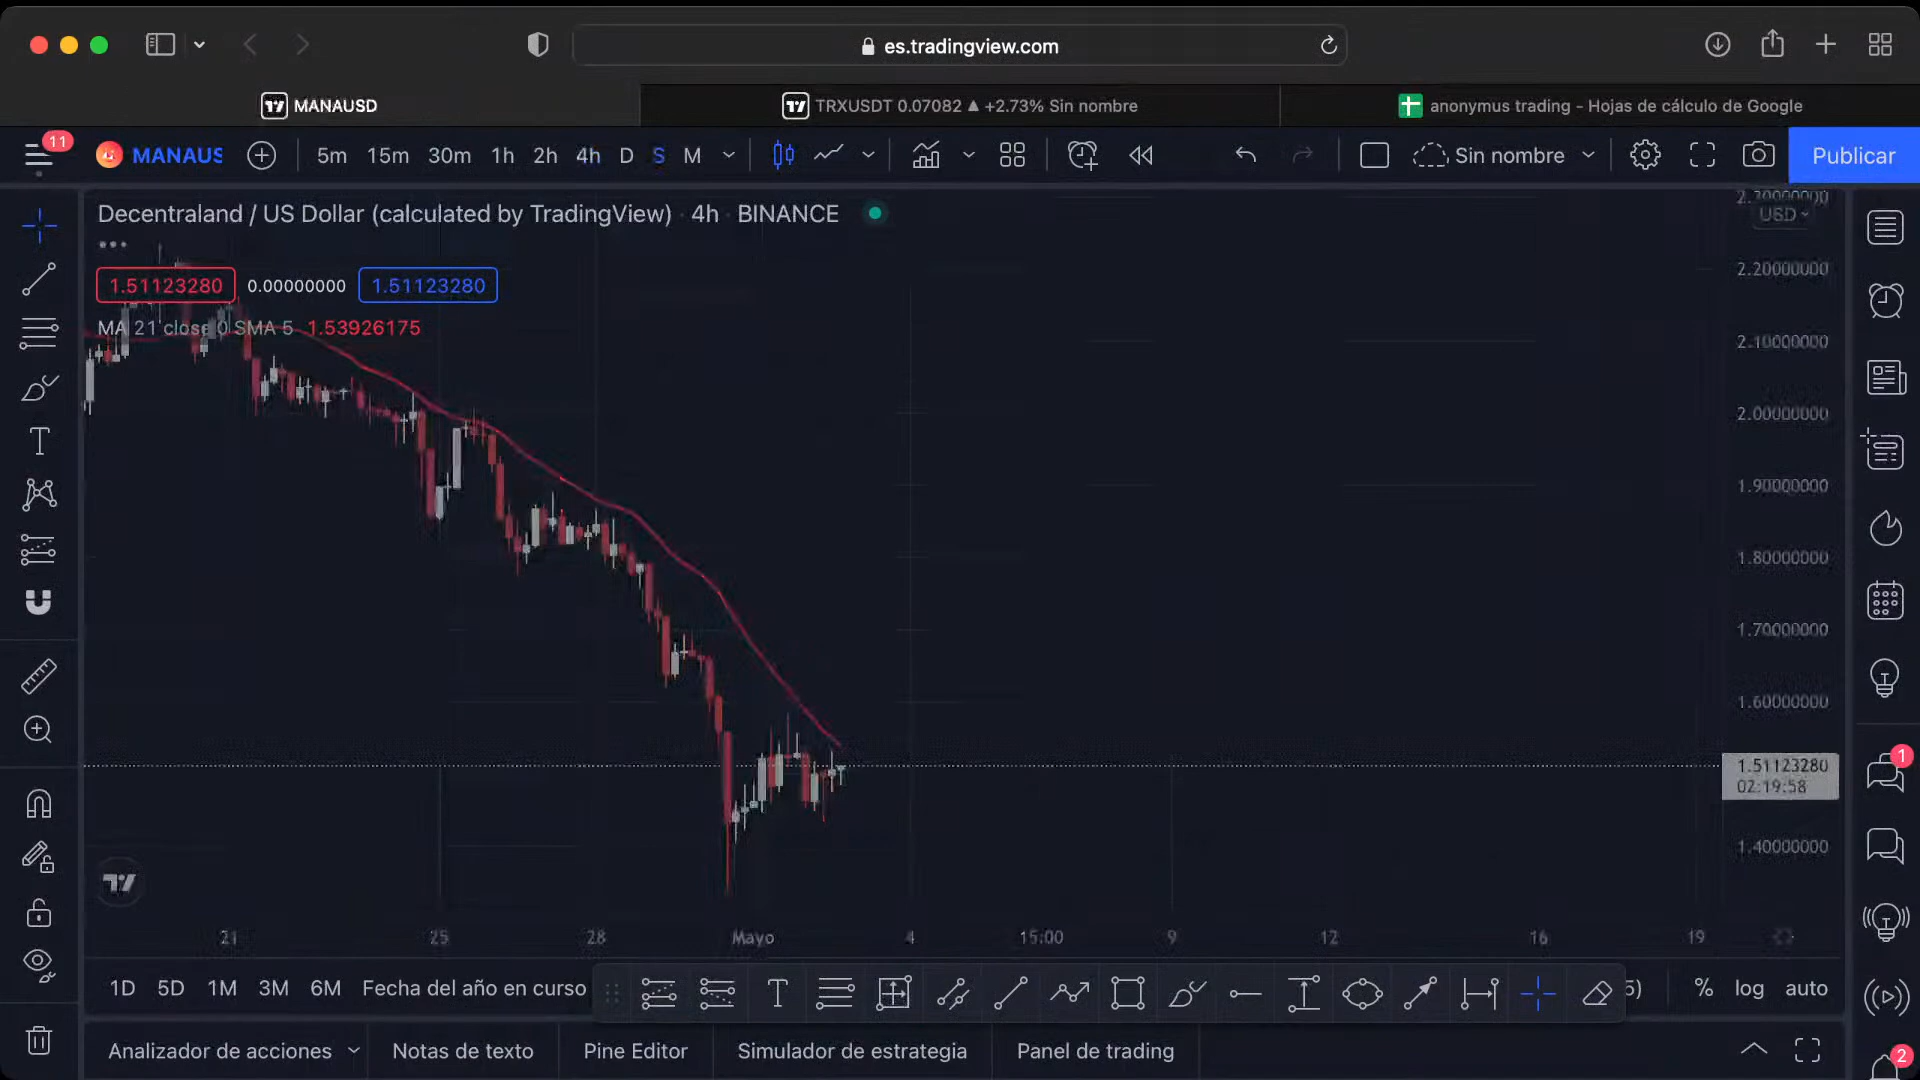 es.tradingview.com
MANAUSD
TRXUSDT 0.07082 ▲ +2.73% Sin nombre
anonymus trading - Hojas de cálculo de Google
11
MANAUS
5m 15m 30m 1h 2h 4h D S M
Sin nombre
Publicar
Decentraland / US Dollar (calculated by TradingView) · 4h · BINANCE
2.30000000
USD
1.51123280 0.00000000 1.51123280
MA 21 close 0 SMA 5 1.53926175
2.20000000
2.10000000
2.00000000
1.90000000
1.80000000
1.70000000
1.60000000
1.51123280
02:19:58
1.40000000
1
21 25 28 Mayo 4 15:00 9 12 16 19
1D 5D 1M 3M 6M Fecha del año en curso
5) % log auto
Analizador de acciones Notas de texto Pine Editor Simulador de estrategia Panel de trading
2